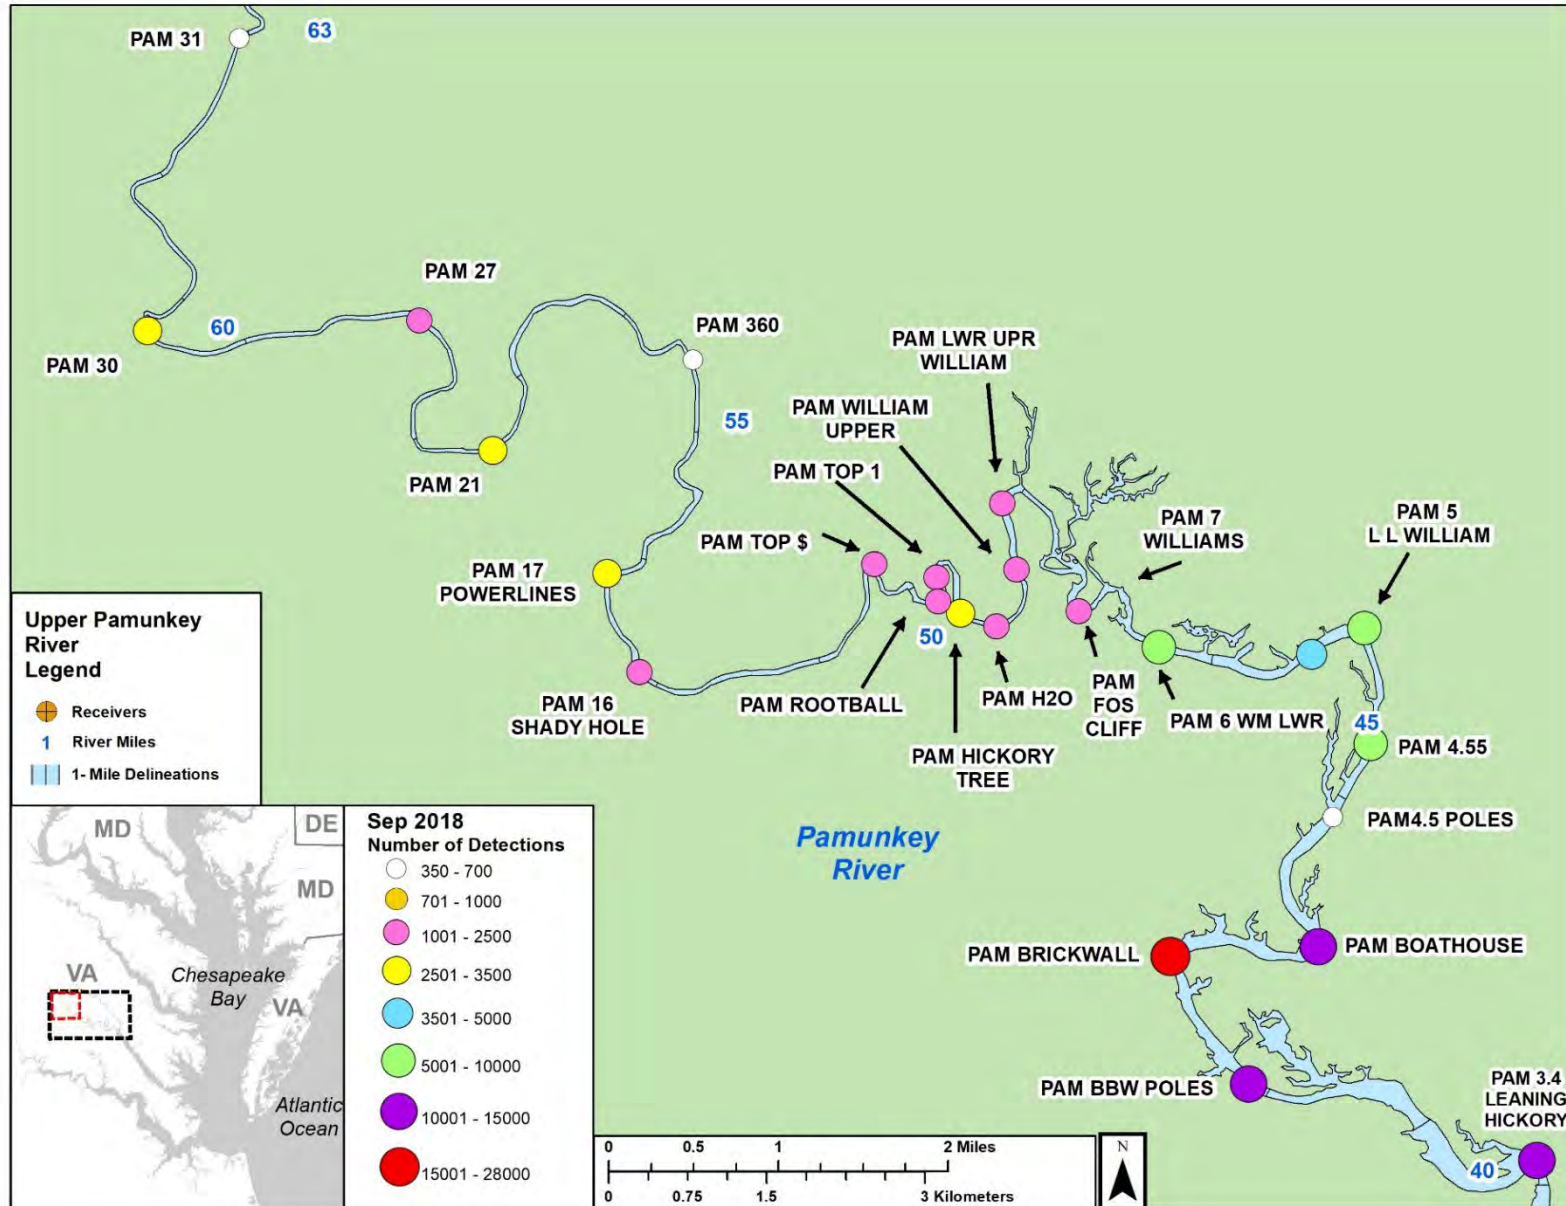 PAM 31
63
PAM 27
60
PAM 30
PAM 360
PAM LWR UPR
WILLIAM
55
PAM WILLIAM
UPPER
PAM 21
PAM TOP 1
PAM TOP $
PAM 7
WILLIAMS
PAM 5
L L WILLIAM
PAM 17
POWERLINES
50
PAM 16
SHADY HOLE
PAM ROOTBALL
PAM H2O
PAM
FOS
CLIFF
PAM 6 WM LWR
PAM HICKORY
TREE
45
PAM 4.55
PAM4.5 POLES
Pamunkey
River
PAM BRICKWALL
PAM BOATHOUSE
PAM BBW POLES
PAM 3.4
LEANING
HICKORY
40
Upper Pamunkey
River
Legend
Receivers
1 River Miles
1- Mile Delineations
MD
DE
MD
VA
Chesapeake
Bay
VA
Atlantic
Ocean
Sep 2018
Number of Detections
350 - 700
701 - 1000
1001 - 2500
2501 - 3500
3501 - 5000
5001 - 10000
10001 - 15000
15001 - 28000
0 0.5 1 2 Miles
0 0.75 1.5 3 Kilometers
N